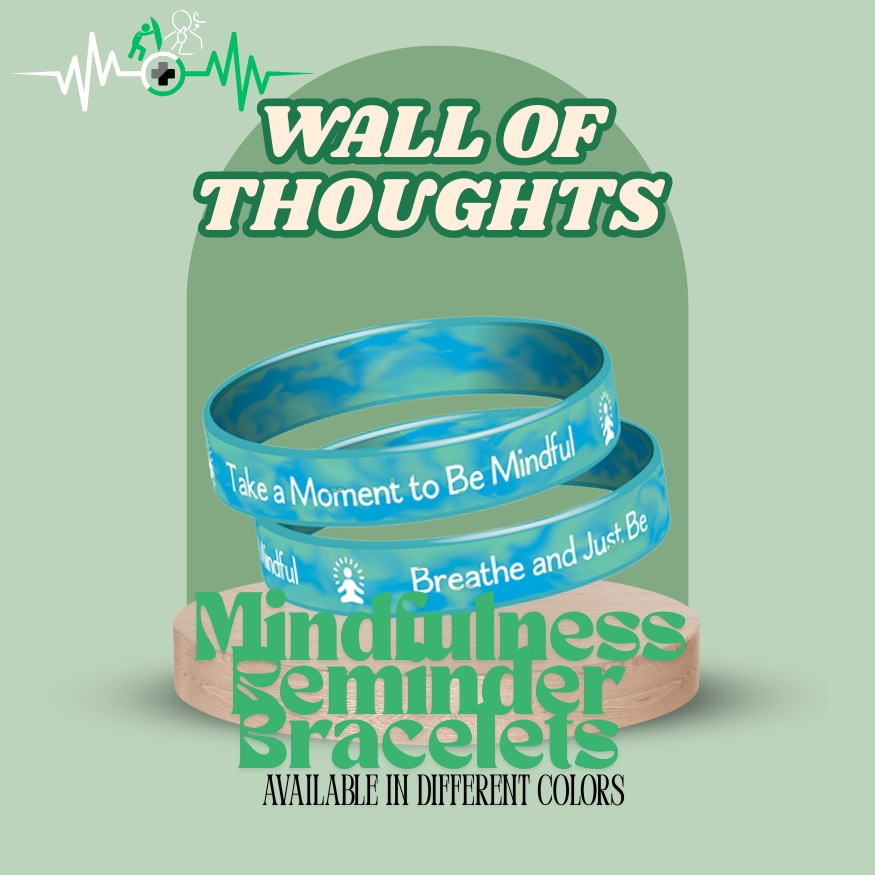 WALL OF
THOUGHTS
Take a Moment to Be Mindful
Mindful
Breathe and Just Be
Mindfulness
Reminder
Bracelets
AVAILABLE IN DIFFERENT COLORS